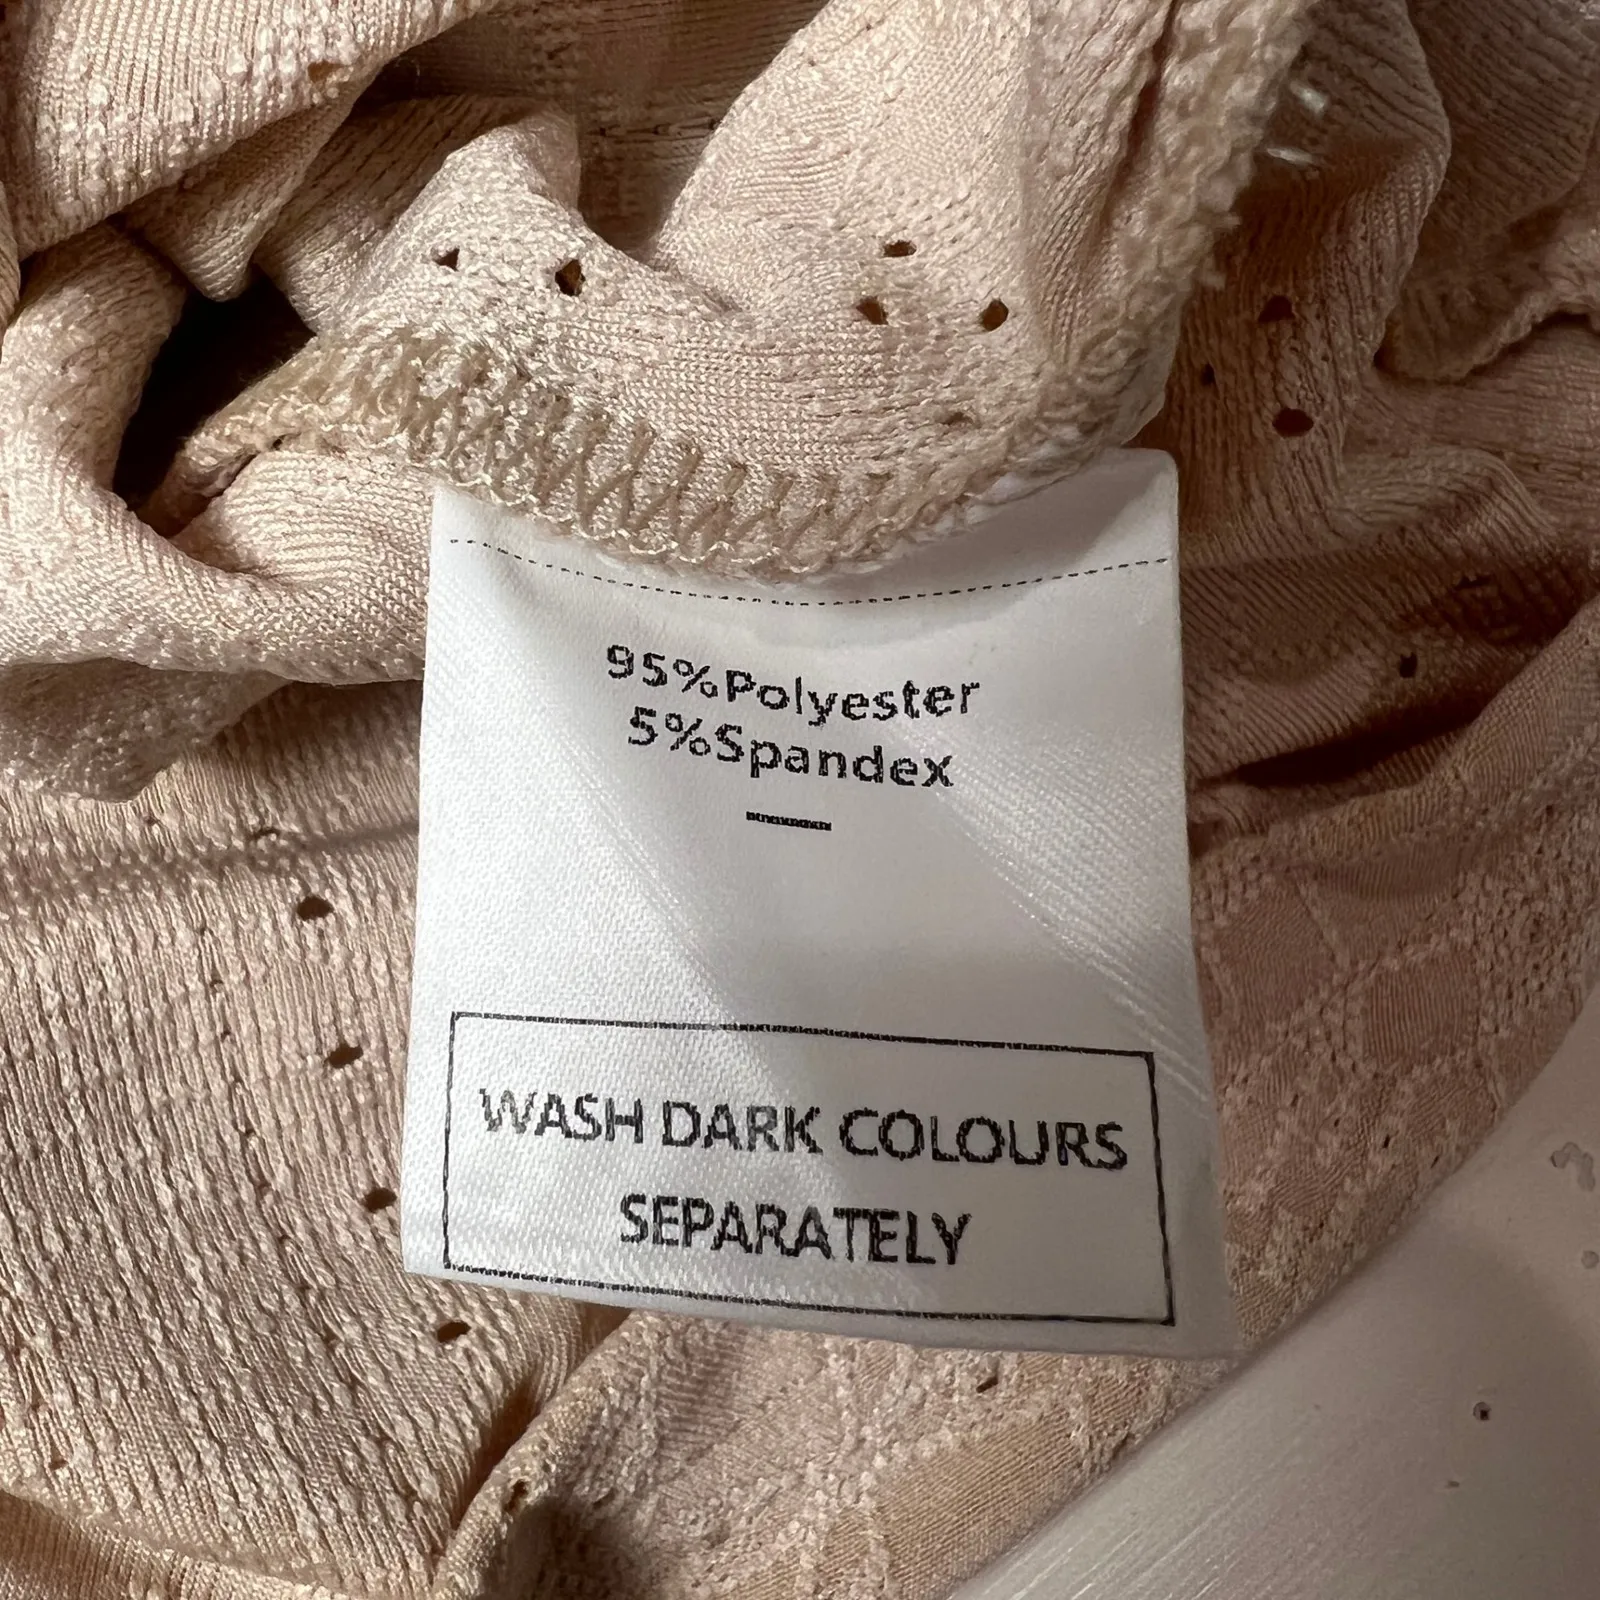 95%Polyester
5%Spandex
WASH DARK COLOURS
SEPARATELY